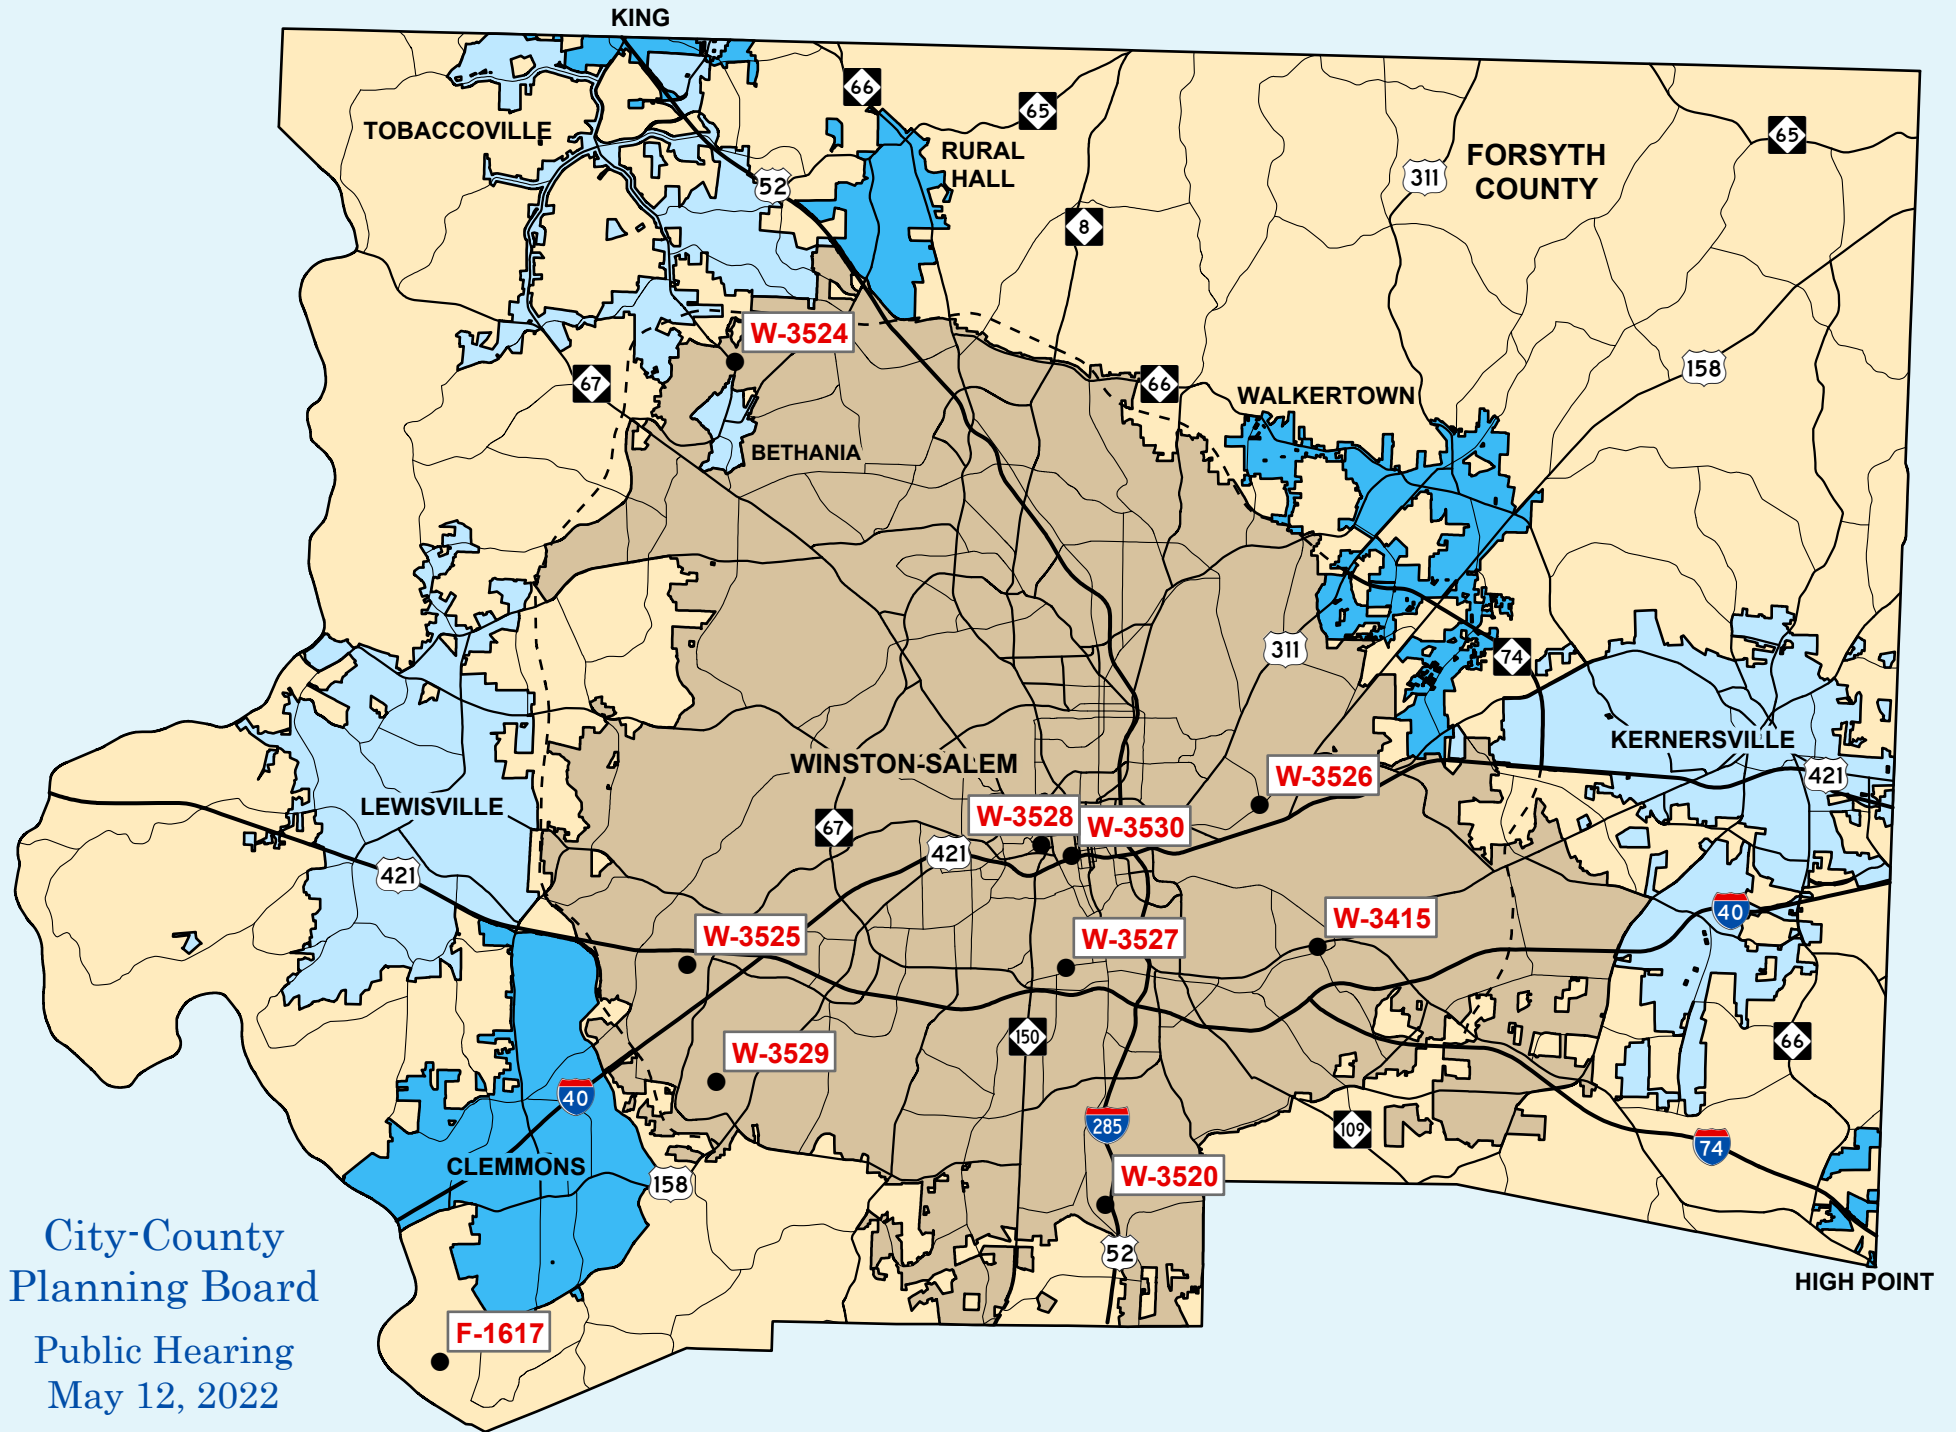 KING
66
65
TOBACCOVILLE
RURAL
HALL
65
FORSYTH
COUNTY
311
52
8
W-3524
158
67
66
WALKERTOWN
BETHANIA
311
74
KERNERSVILLE
WINSTON-SALEM
W-3526
421
LEWISVILLE
W-3528
W-3530
67
421
421
40
W-3415
W-3525
W-3527
150
66
W-3529
40
285
109
74
CLEMMONS
W-3520
158
52
City-County
Planning Board
HIGH POINT
F-1617
Public Hearing
May 12, 2022